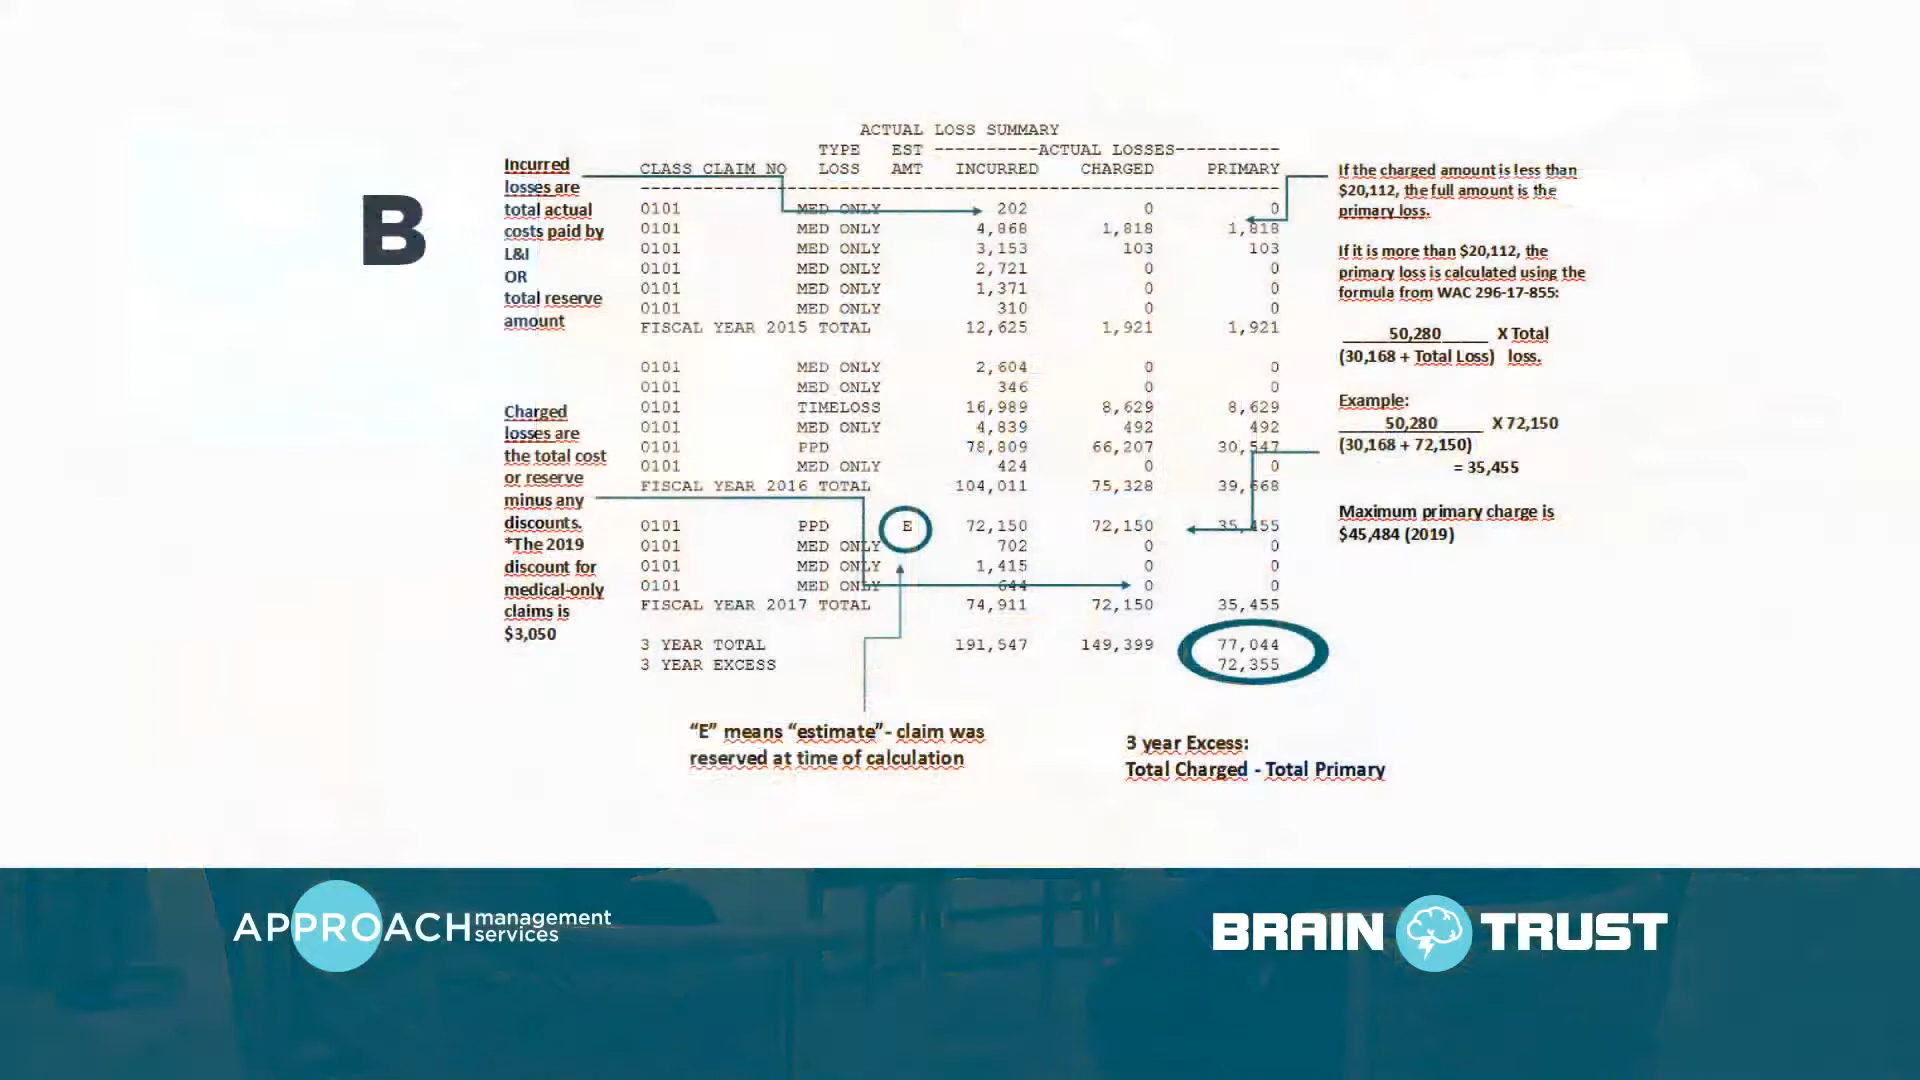 B
Incurred
losses are
total actual
costs paid by
L&I
OR
total reserve
amount
Charged
losses are
the total cost
or reserve
minus any
discounts.
*The 2019
discount for
medical-only
claims is
$3,050
ACTUAL LOSS SUMMARY
TYPE EST ----------ACTUAL LOSSES----------
CLASS CLAIM NO LOSS AMT INCURRED CHARGED PRIMARY
0101 MED ONLY 202 0 0
0101 MED ONLY 4,868 1,818 1,818
0101 MED ONLY 3,153 103 103
0101 MED ONLY 2,721 0 0
0101 MED ONLY 1,371 0 0
0101 MED ONLY 310 0 0
FISCAL YEAR 2015 TOTAL 12,625 1,921 1,921
0101 MED ONLY 2,604 0 0
0101 MED ONLY 346 0 0
0101 TIMELOSS 16,989 8,629 8,629
0101 MED ONLY 4,839 492 492
0101 PPD 78,809 66,207 30,547
0101 MED ONLY 424 0 0
FISCAL YEAR 2016 TOTAL 104,011 75,328 39,668
0101 PPD E 72,150 72,150 35,455
0101 MED ONLY 702 0 0
0101 MED ONLY 1,415 0 0
0101 MED ONLY 644 0 0
FISCAL YEAR 2017 TOTAL 74,911 72,150 35,455
3 YEAR TOTAL 191,547 149,399 77,044
3 YEAR EXCESS 72,355
"E" means "estimate"- claim was
reserved at time of calculation
3 year Excess:
Total Charged - Total Primary
If the charged amount is less than
$20,112, the full amount is the
primary loss.
If it is more than $20,112, the
primary loss is calculated using the
formula from WAC 296-17-855:
50,280 X Total
(30,168 + Total Loss) loss.
Example:
50,280 X 72,150
(30,168 + 72,150)
= 35,455
Maximum primary charge is
$45,484 (2019)
APPROACH management
services
BRAIN TRUST